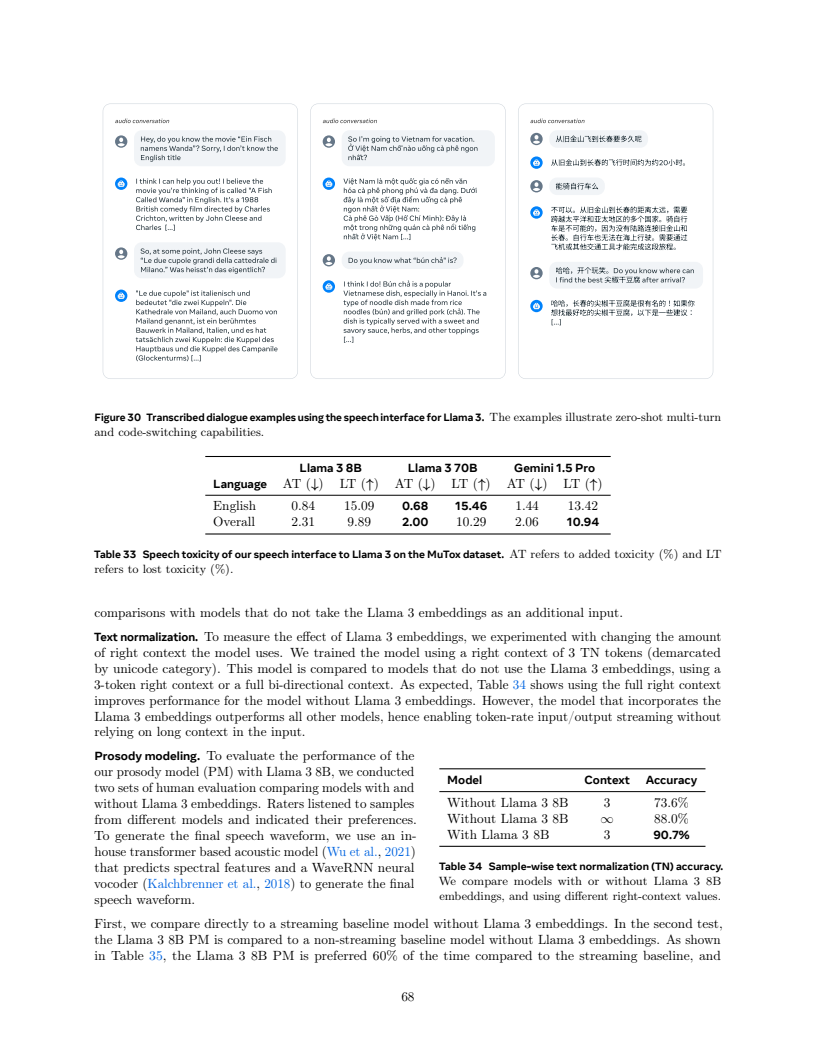 audio conversation
Hey, do you know the movie "Ein Fisch
namens Wanda"? Sorry, I don't know the
English title
I think I can help you out! I believe the
movie you're thinking of is called "A Fish
Called Wanda" in English. It's a 1988
British comedy film directed by Charles
Crichton, written by John Cleese and
Charles [...]
So, at some point, John Cleese says
"Le due cupole grandi della cattedrale di
Milano." Was heisst'n das eigentlich?
"Le due cupole" ist italienisch und
bedeutet "die zwei Kuppeln". Die
Kathedrale von Mailand, auch Duomo von
Mailand genannt, ist ein berühmtes
Bauwerk in Mailand, Italien, und es hat
tatsächlich zwei Kuppeln: die Kuppel des
Hauptbaus und die Kuppel des Campanile
(Glockenturms) [...]
audio conversation
So I'm going to Vietnam for vacation.
Ở Việt Nam chỗ nào uống cà phê ngon
nhất?
Việt Nam là một quốc gia có nền văn
hóa cà phê phong phú và đa dạng. Dưới
đây là một số địa điểm uống cà phê
ngon nhất ở Việt Nam:
Cà phê Gò Vấp (Hồ Chí Minh): Đây là
một trong những quán cà phê nổi tiếng
nhất ở Việt Nam [...]
Do you know what "bún chả" is?
I think I do! Bún chả is a popular
Vietnamese dish, especially in Hanoi. It's a
type of noodle dish made from rice
noodles (bún) and grilled pork (chả). The
dish is typically served with a sweet and
savory sauce, herbs, and other toppings
[...]
audio conversation
从旧金山飞到长春要多久呢
从旧金山到长春的飞行时间约为约20小时。
能骑自行车么
不可以。从旧金山到长春的距离太远，需要
跨越太平洋和亚太地区的多个国家。骑自行
车是不可能的，因为没有陆路连接旧金山和
长春。自行车也无法在海上行驶。需要通过
飞机或其他交通工具才能完成这段旅程。
哈哈，开个玩笑。Do you know where can
I find the best 尖椒干豆腐 after arrival?
哈哈，长春的尖椒干豆腐是很有名的！如果你
想找最好吃的尖椒干豆腐，以下是一些建议：
[...]
Figure 30 Transcribed dialogue examples using the speech interface for Llama 3. The examples illustrate zero-shot multi-turn
and code-switching capabilities.
Llama 3 8B Llama 3 70B Gemini 1.5 Pro
Language AT (↓) LT (↑) AT (↓) LT (↑) AT (↓) LT (↑)
English 0.84 15.09 0.68 15.46 1.44 13.42
Overall 2.31 9.89 2.00 10.29 2.06 10.94
Table 33 Speech toxicity of our speech interface to Llama 3 on the MuTox dataset. AT refers to added toxicity (%) and LT
refers to lost toxicity (%).
comparisons with models that do not take the Llama 3 embeddings as an additional input.
Text normalization. To measure the effect of Llama 3 embeddings, we experimented with changing the amount
of right context the model uses. We trained the model using a right context of 3 TN tokens (demarcated
by unicode category). This model is compared to models that do not use the Llama 3 embeddings, using a
3-token right context or a full bi-directional context. As expected, Table 34 shows using the full right context
improves performance for the model without Llama 3 embeddings. However, the model that incorporates the
Llama 3 embeddings outperforms all other models, hence enabling token-rate input/output streaming without
relying on long context in the input.
Prosody modeling. To evaluate the performance of the
our prosody model (PM) with Llama 3 8B, we conducted
two sets of human evaluation comparing models with and
without Llama 3 embeddings. Raters listened to samples
from different models and indicated their preferences.
To generate the final speech waveform, we use an in-
house transformer based acoustic model (Wu et al., 2021)
that predicts spectral features and a WaveRNN neural
vocoder (Kalchbrenner et al., 2018) to generate the final
speech waveform.
Model Context Accuracy
Without Llama 3 8B 3 73.6%
Without Llama 3 8B ∞ 88.0%
With Llama 3 8B 3 90.7%
Table 34 Sample-wise text normalization (TN) accuracy.
We compare models with or without Llama 3 8B
embeddings, and using different right-context values.
First, we compare directly to a streaming baseline model without Llama 3 embeddings. In the second test,
the Llama 3 8B PM is compared to a non-streaming baseline model without Llama 3 embeddings. As shown
in Table 35, the Llama 3 8B PM is preferred 60% of the time compared to the streaming baseline, and
68